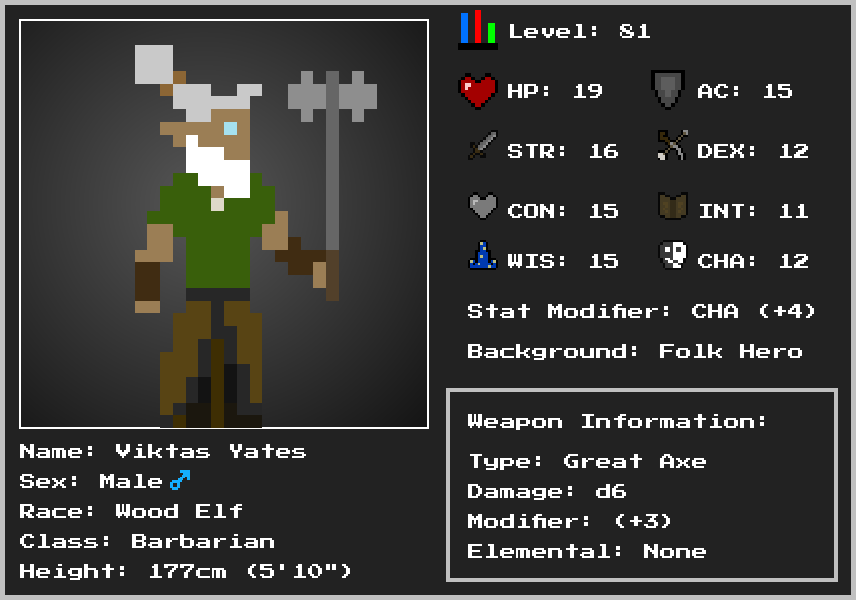 Level: 81
HP: 19 AC: 15
STR: 16 DEX: 12
CON: 15 INT: 11
WIS: 15 CHA: 12
Stat Modifier: CHA (+4)
Background: Folk Hero
Weapon Information:
Type: Great Axe
Damage: d6
Modifier: (+3)
Elemental: None
Name: Viktas Yates
Sex: Male ♂
Race: Wood Elf
Class: Barbarian
Height: 177cm (5'10")